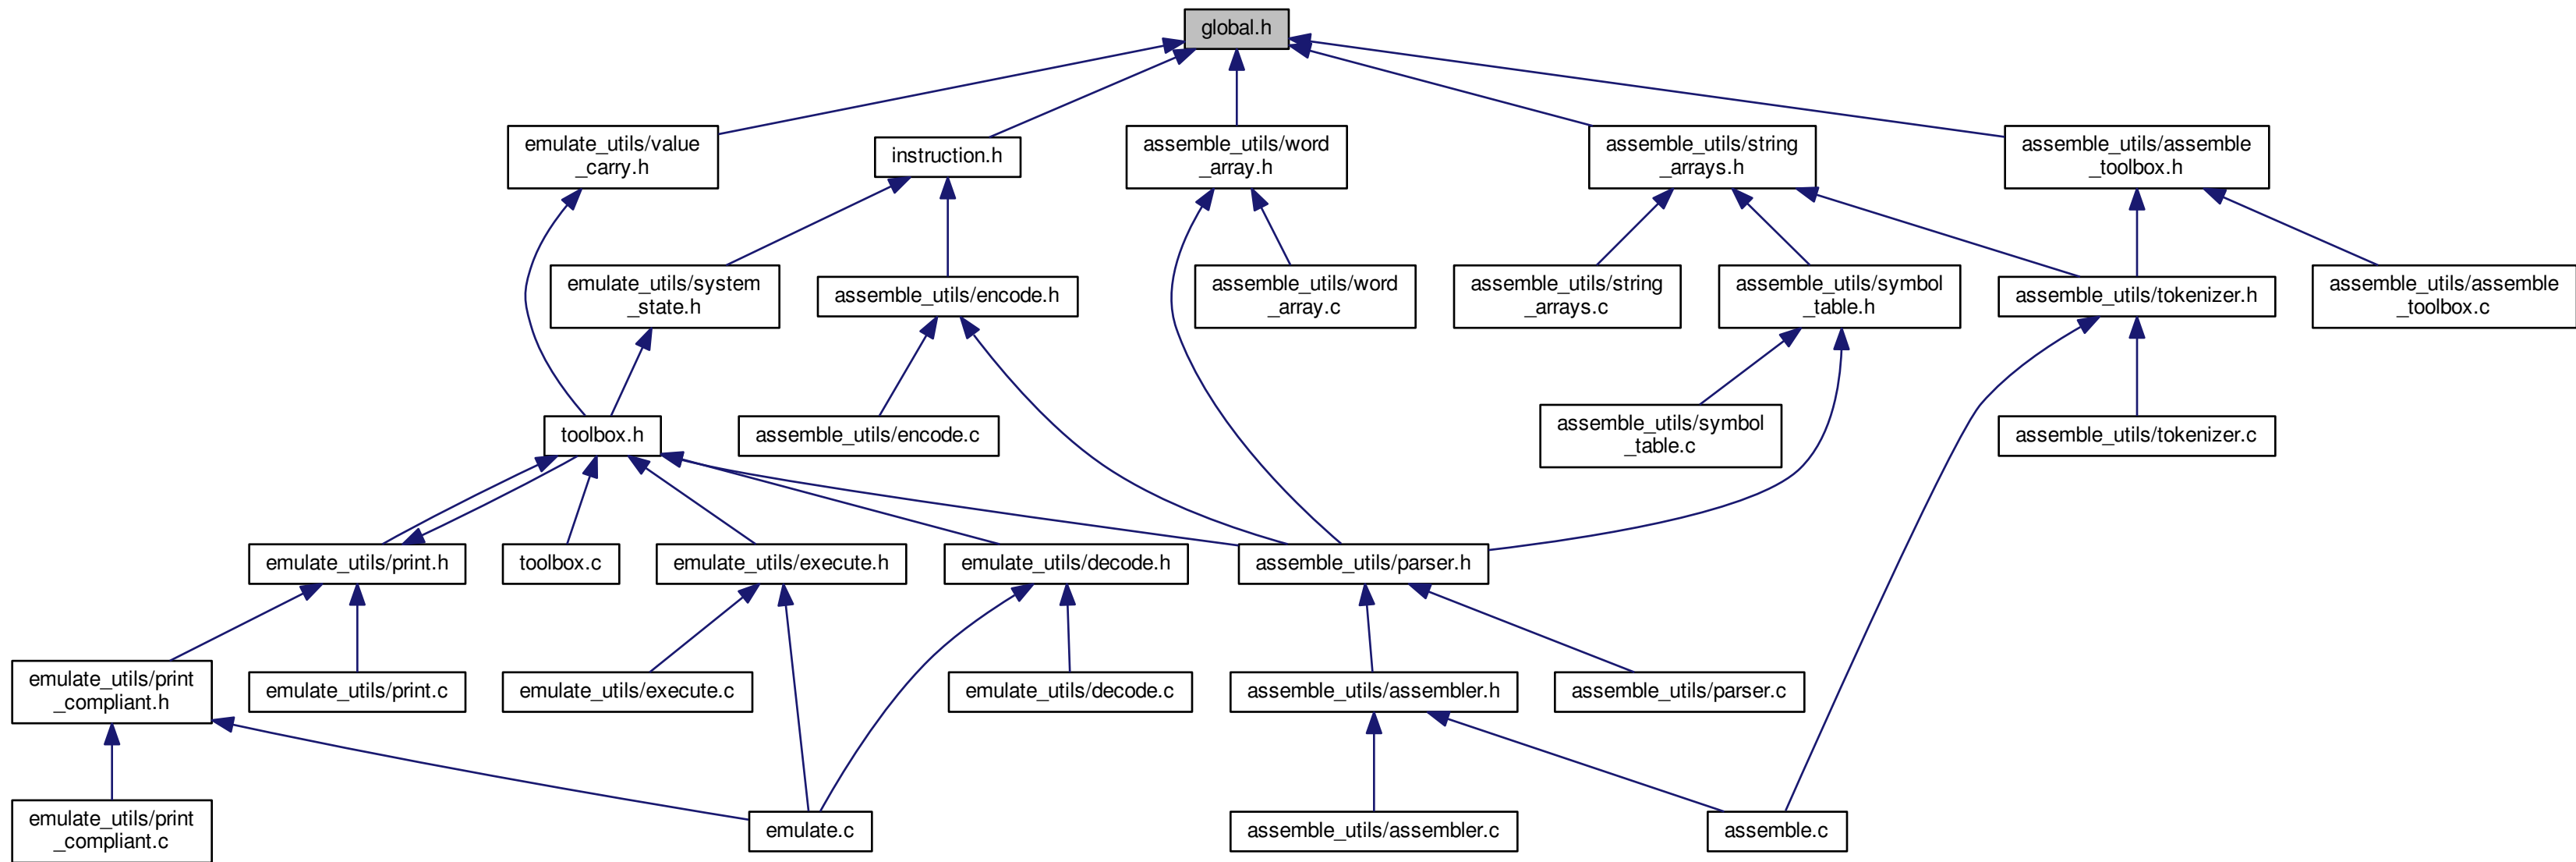 global.h
emulate_utils/value
_carry.h
instruction.h
assemble_utils/word
_array.h
assemble_utils/string
_arrays.h
assemble_utils/assemble
_toolbox.h
emulate_utils/system
_state.h
assemble_utils/encode.h
assemble_utils/word
_array.c
assemble_utils/string
_arrays.c
assemble_utils/symbol
_table.h
assemble_utils/tokenizer.h
assemble_utils/assemble
_toolbox.c
toolbox.h
assemble_utils/encode.c
assemble_utils/symbol
_table.c
assemble_utils/tokenizer.c
emulate_utils/print.h
toolbox.c
emulate_utils/execute.h
emulate_utils/decode.h
assemble_utils/parser.h
emulate_utils/print
_compliant.h
emulate_utils/print.c
emulate_utils/execute.c
emulate_utils/decode.c
assemble_utils/assembler.h
assemble_utils/parser.c
emulate_utils/print
_compliant.c
emulate.c
assemble_utils/assembler.c
assemble.c